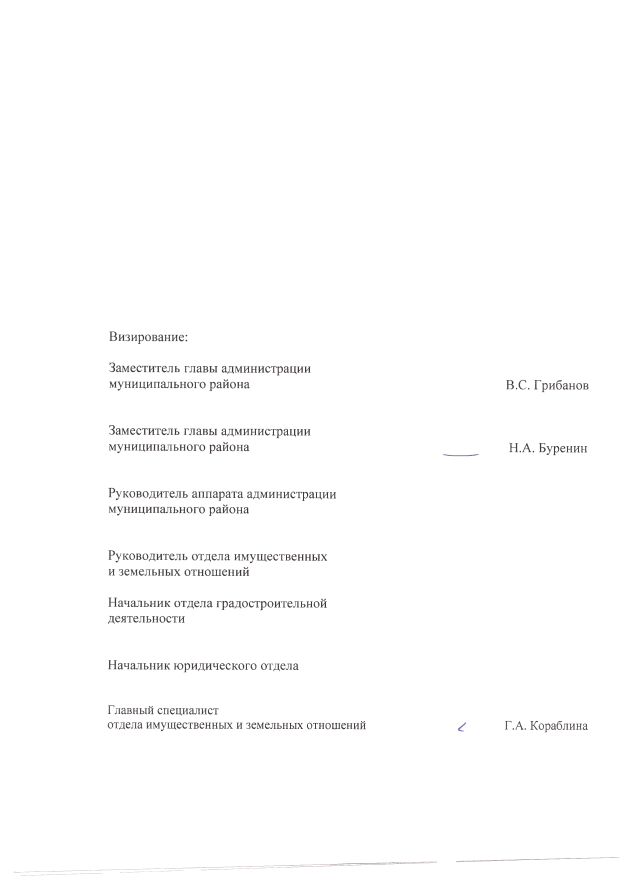 Визирование:
Заместитель главы администрации
муниципального района В.С. Грибанов
Заместитель главы администрации
муниципального района Н.А. Буренин
Руководитель аппарата администрации
муниципального района
Руководитель отдела имущественных
и земельных отношений
Начальник отдела градостроительной
деятельности
Начальник юридического отдела
Главный специалист
отдела имущественных и земельных отношений Г.А. Кораблина